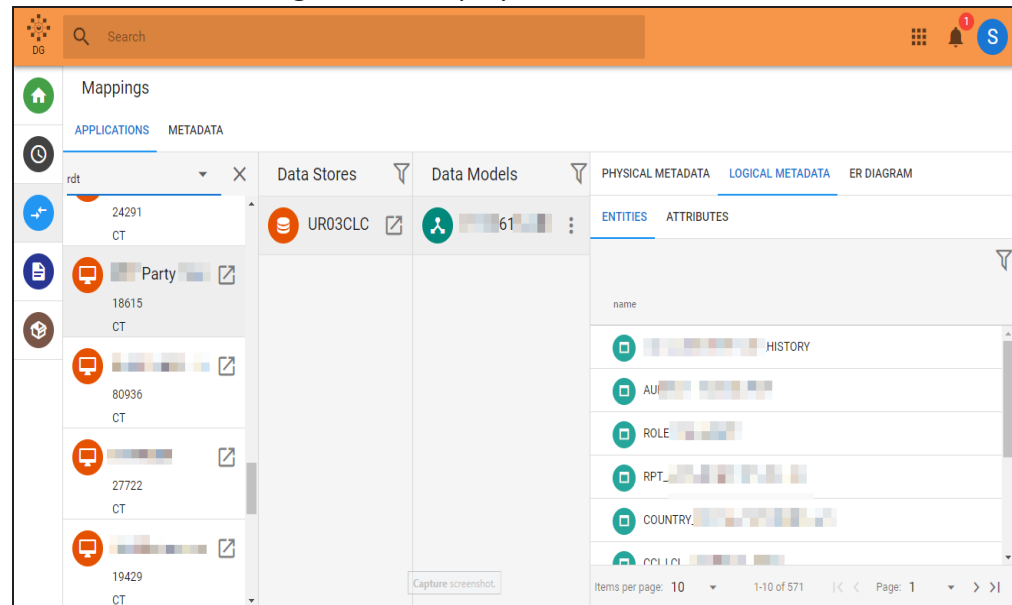 DG
Search
1
S
Mappings
APPLICATIONS METADATA
rdt
24291
CT
Party
18615
CT
80936
CT
27722
CT
19429
CT
Data Stores
UR03CLC
Data Models
61
PHYSICAL METADATA LOGICAL METADATA ER DIAGRAM
ENTITIES ATTRIBUTES
name
HISTORY
ROLE
RPT_
COUNTRY_
Items per page: 10 1-10 of 571 |< < Page: 1 > >|
Capture screenshot.